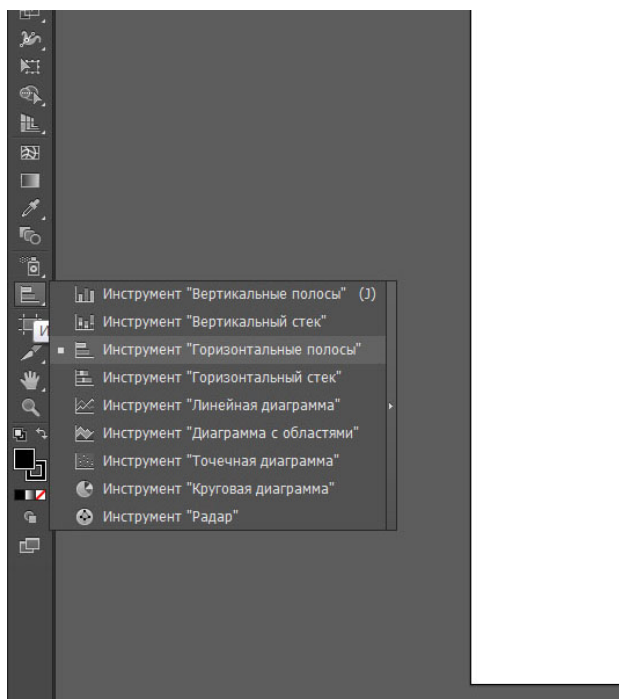 Инструмент "Вертикальные полосы" (J)
Инструмент "Вертикальный стек"
Инструмент "Горизонтальные полосы"
Инструмент "Горизонтальный стек"
Инструмент "Линейная диаграмма"
Инструмент "Диаграмма с областями"
Инструмент "Точечная диаграмма"
Инструмент "Круговая диаграмма"
Инструмент "Радар"